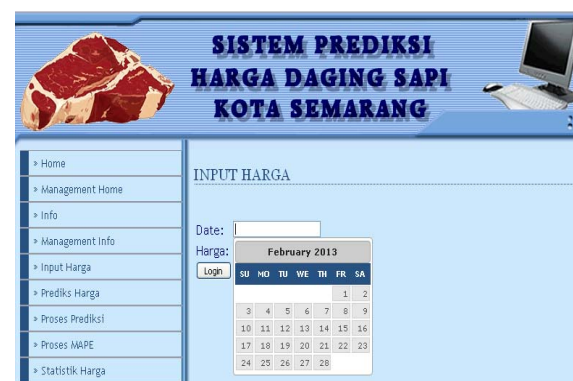 SISTEM PREDIKSI
HARGA DAGING SAPI
KOTA SEMARANG
» Home
» Management Home
» Info
» Management Info
» Input Harga
» Prediks Harga
» Proses Prediksi
» Proses MAPE
» Statistik Harga
INPUT HARGA
Date:
Harga:
Login
February 2013
SU MO TU WE TH FR SA
1 2
3 4 5 6 7 8 9
10 11 12 13 14 15 16
17 18 19 20 21 22 23
24 25 26 27 28